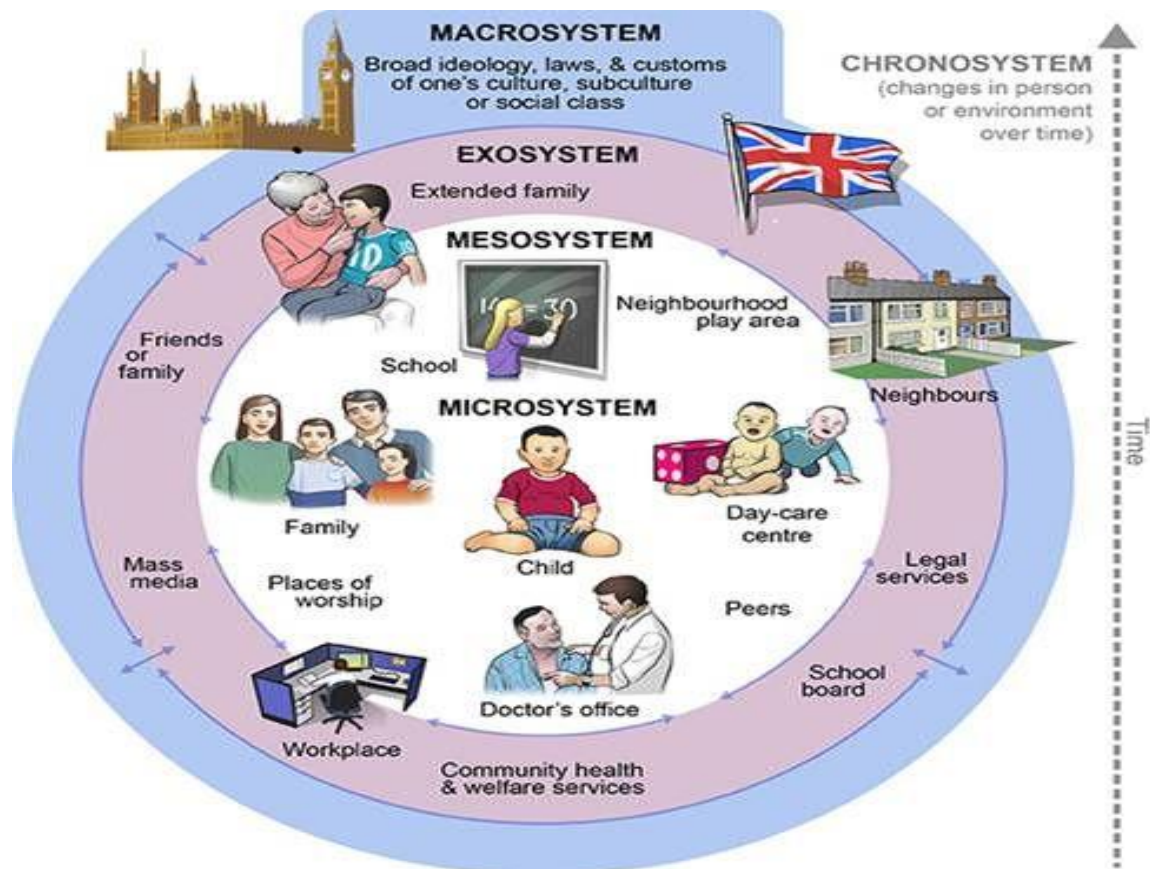 MACROSYSTEM
Broad ideology, laws, & customs
of one's culture, subculture
or social class
CHRONOSYSTEM
(changes in person
or environment
over time)
EXOSYSTEM
Extended family
MESOSYSTEM
Neighbourhood
play area
School
Friends
or
family
Neighbours
MICROSYSTEM
Family
Child
Day-care
centre
Time
Mass
media
Places of
worship
Peers
Legal
services
Doctor's office
School
board
Workplace
Community health
& welfare services